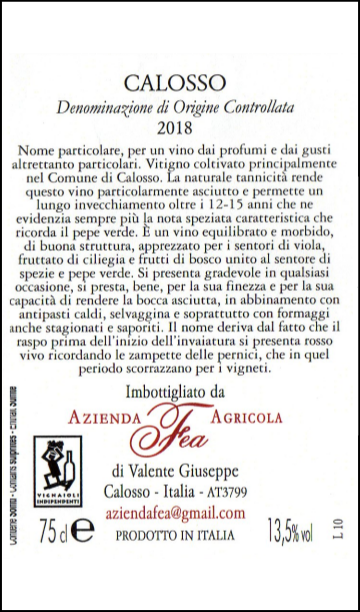 CALOSSO
Denominazione di Origine Controllata
2018
Nome particolare, per un vino dai profumi e dai gusti
altrettanto particolari. Vitigno coltivato principalmente
nel Comune di Calosso. La naturale tannicità rende
questo vino particolarmente asciutto e permette un
lungo invecchiamento oltre i 12-15 anni che ne
evidenzia sempre più la nota speziata caratteristica che
ricorda il pepe verde. È un vino equilibrato e morbido,
di buona struttura, apprezzato per i sentori di viola,
fruttato di ciliegia e frutti di bosco unito al sentore di
spezie e pepe verde. Si presenta gradevole in qualsiasi
occasione, si presta, bene, per la sua finezza e per la sua
capacità di rendere la bocca asciutta, in abbinamento con
antipasti caldi, selvaggina e soprattutto con formaggi
anche stagionati e saporiti. Il nome deriva dal fatto che il
raspo prima dell'inizio dell'invaiatura si presenta rosso
vivo ricordando le zampette delle pernici, che in quel
periodo scorrazzano per i vigneti.
Imbottigliato da
AZIENDA Fea AGRICOLA
di Valente Giuseppe
Calosso - Italia - AT3799
aziendafea@gmail.com
PRODOTTO IN ITALIA
VIGNAIOLI
INDIPENDENTI
75 cl e
13,5% vol
L 10
Contiene Solfiti - Contains Sulphites - Enthält Sulfite